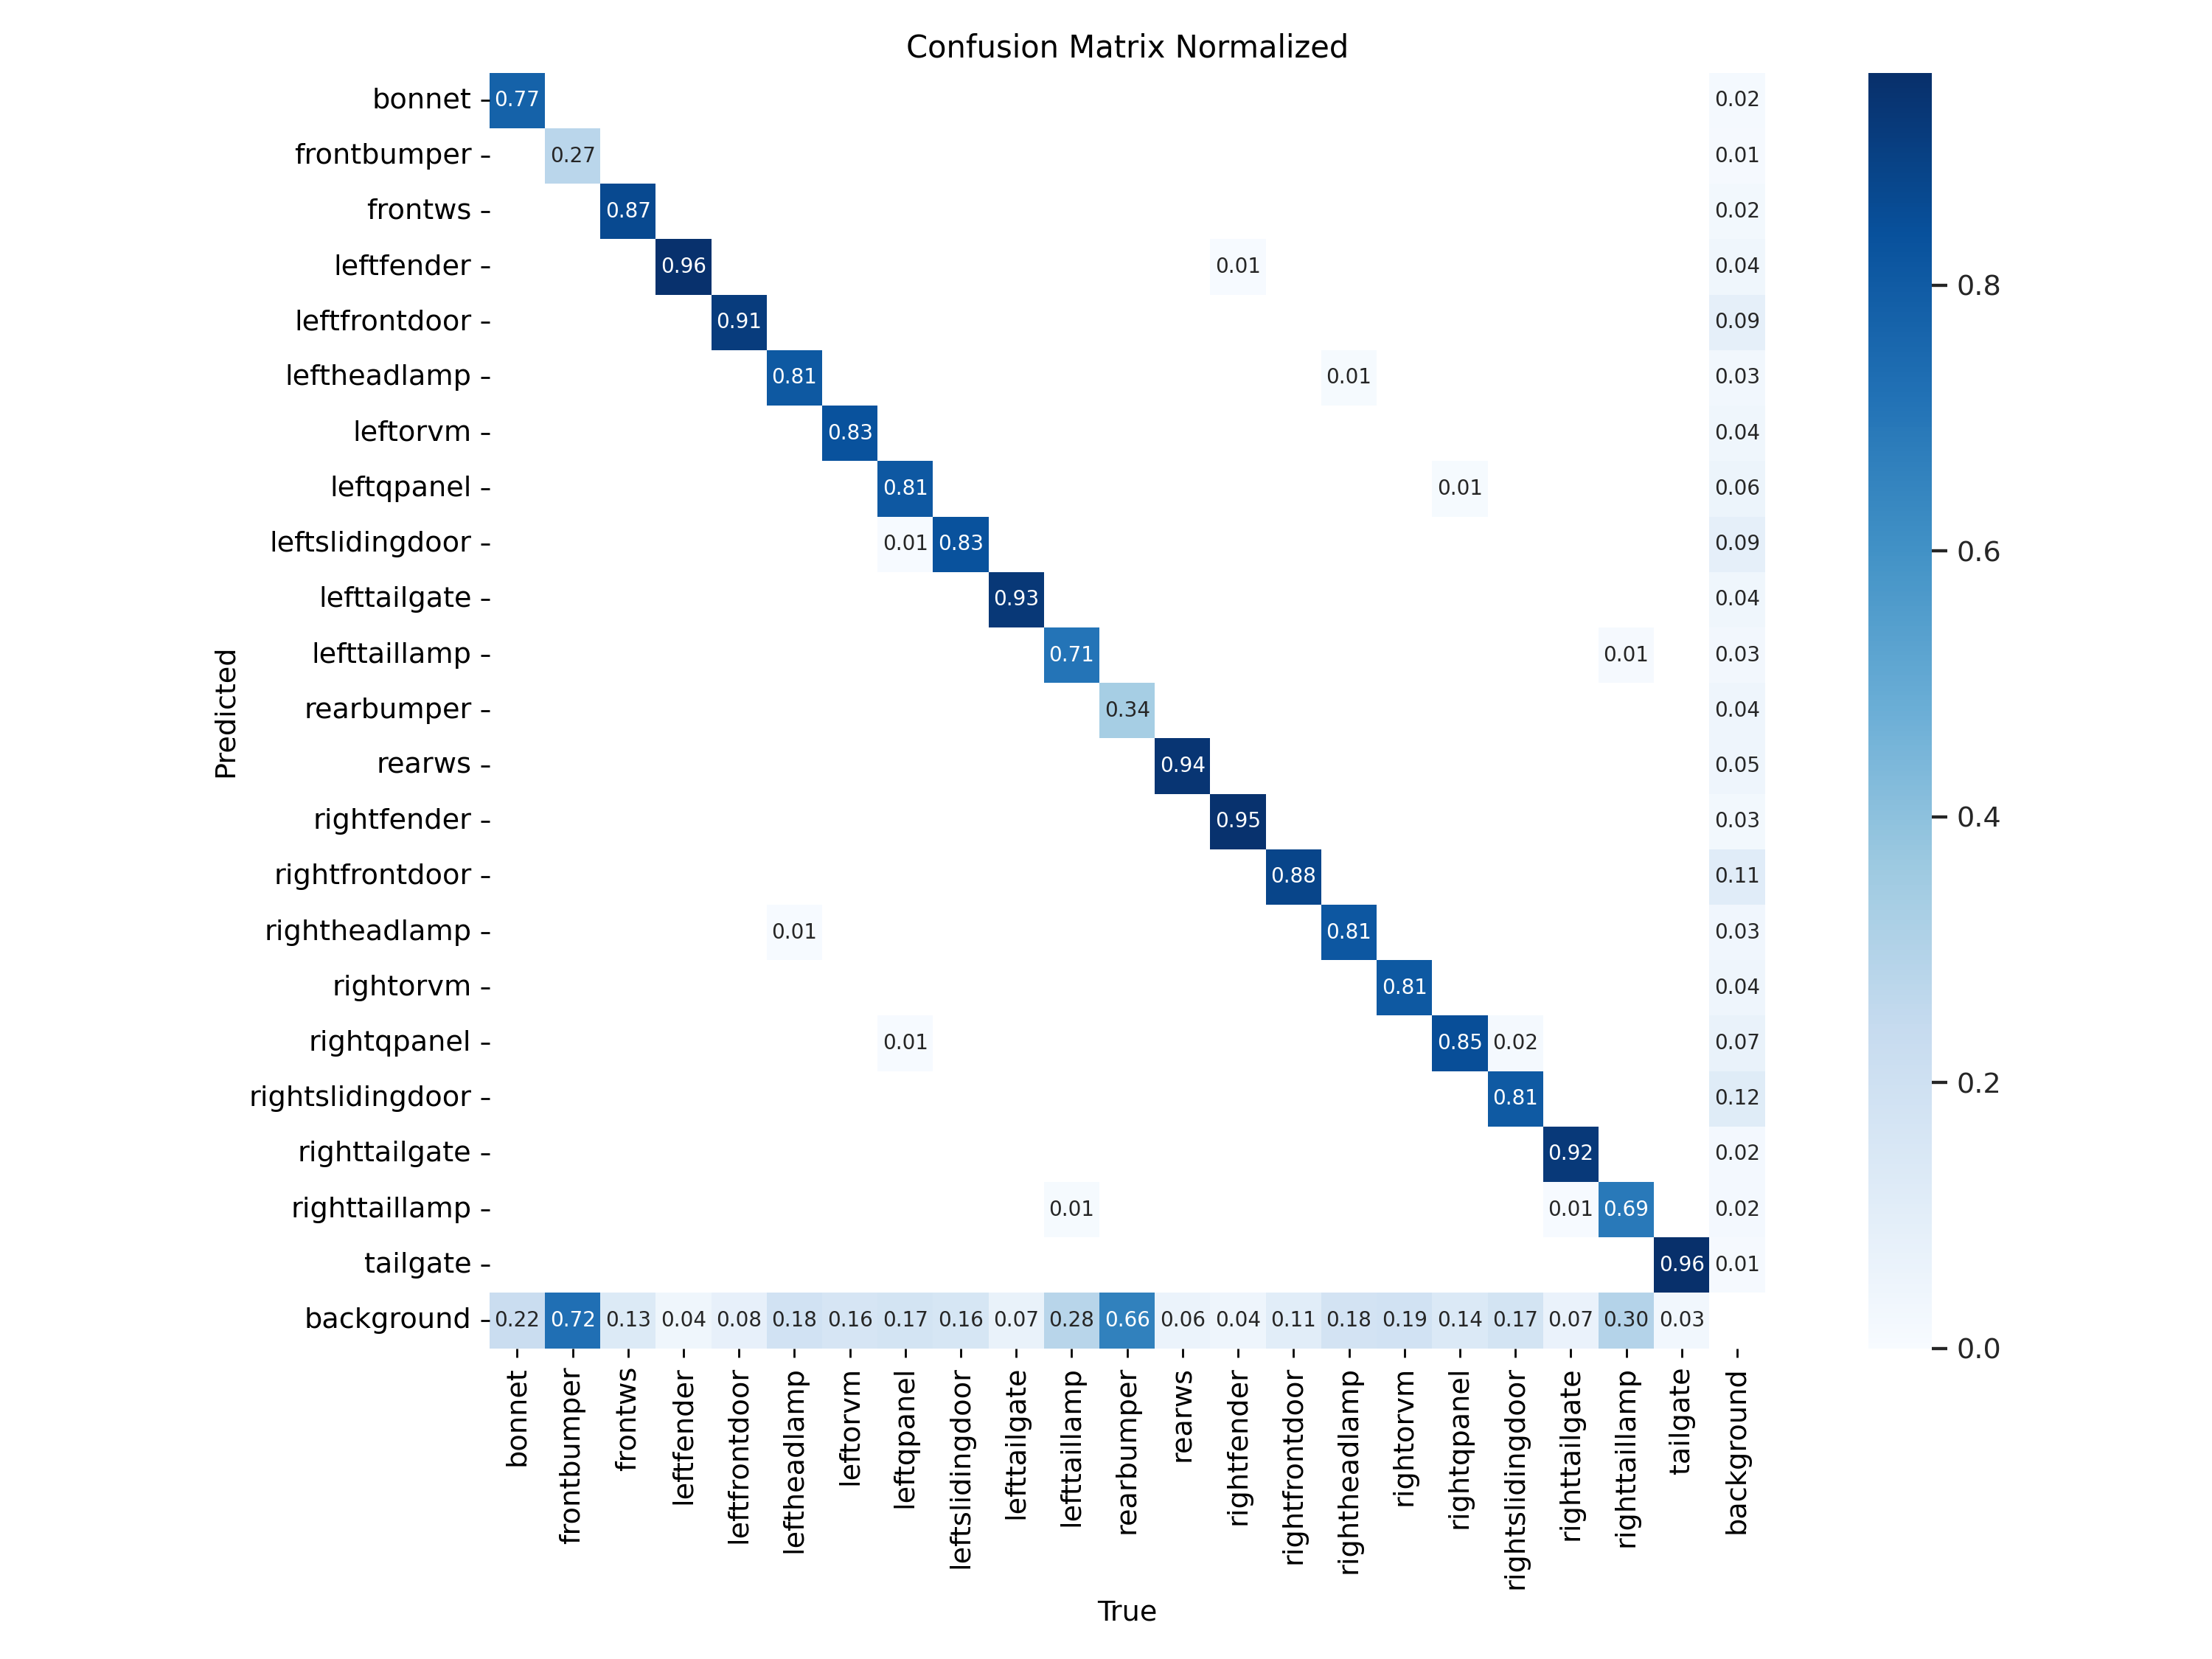 Confusion Matrix Normalized
bonnet 0.77 0.02
frontbumper 0.27 0.01
frontws 0.87 0.02
leftfender 0.96 0.01 0.04
leftfrontdoor 0.91 0.09
leftheadlamp 0.81 0.01 0.03
leftorvm 0.83 0.04
leftqpanel 0.81 0.01 0.06
leftslidingdoor 0.01 0.83 0.09
lefttailgate 0.93 0.04
lefttaillamp 0.71 0.01 0.03
rearbumper 0.34 0.04
rearws 0.94 0.05
rightfender 0.95 0.03
rightfrontdoor 0.88 0.11
rightheadlamp 0.01 0.81 0.03
rightorvm 0.81 0.04
rightqpanel 0.01 0.85 0.02 0.07
rightslidingdoor 0.81 0.12
righttailgate 0.92 0.02
righttaillamp 0.01 0.01 0.69 0.02
tailgate 0.96 0.01
background 0.22 0.72 0.13 0.04 0.08 0.18 0.16 0.17 0.16 0.07 0.28 0.66 0.06 0.04 0.11 0.18 0.19 0.14 0.17 0.07 0.30 0.03
Predicted
bonnet
frontbumper
frontws
leftfender
leftfrontdoor
leftheadlamp
leftorvm
leftqpanel
leftslidingdoor
lefttailgate
lefttaillamp
rearbumper
rearws
rightfender
rightfrontdoor
rightheadlamp
rightorvm
rightqpanel
rightslidingdoor
righttailgate
righttaillamp
tailgate
background
True
0.8
0.6
0.4
0.2
0.0